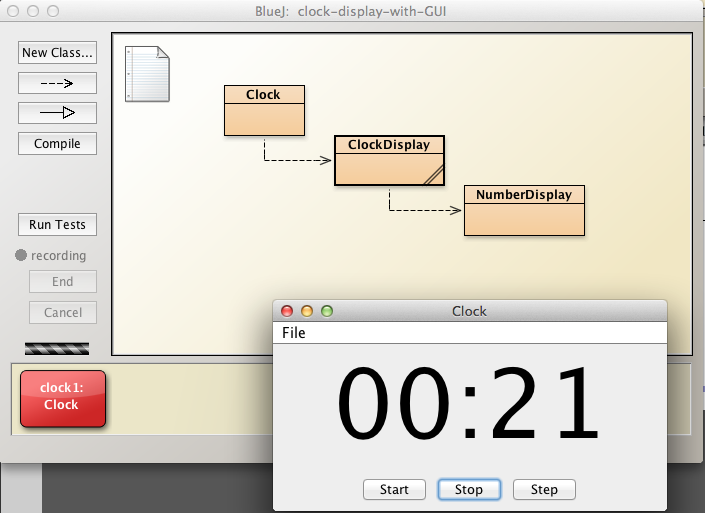 BlueJ:  clock-display-with-GUI
New Class...
Compile
Run Tests
recording
End
Cancel
Clock
ClockDisplay
NumberDisplay
clock1:
Clock
Clock
File
00:21
Start
Stop
Step